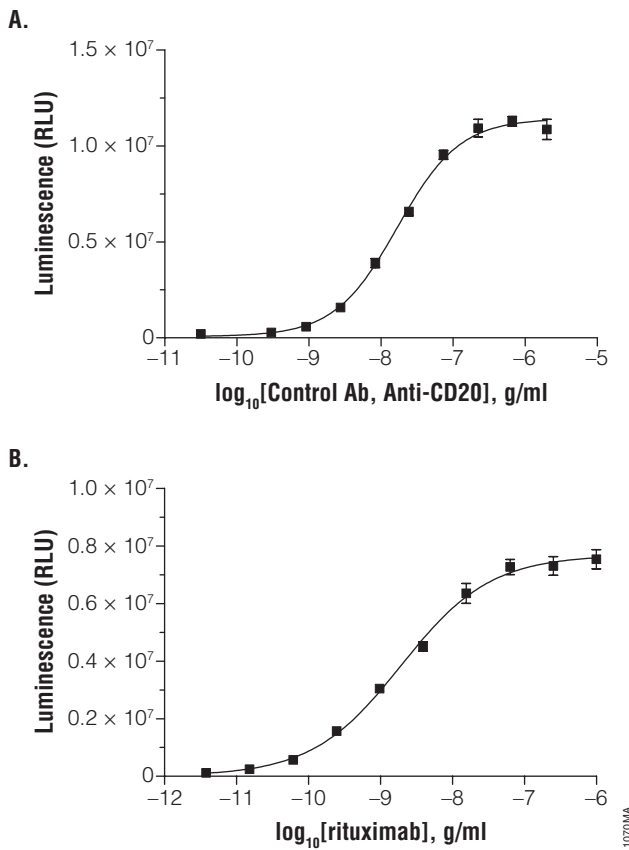 A.
1.5 × 10⁷
1.0 × 10⁷
0.5 × 10⁷
0
Luminescence (RLU)
–11 –10 –9 –8 –7 –6 –5
log₁₀[Control Ab, Anti-CD20], g/ml
B.
1.0 × 10⁷
0.8 × 10⁷
0.6 × 10⁷
0.4 × 10⁷
0.2 × 10⁷
0
Luminescence (RLU)
–12 –11 –10 –9 –8 –7 –6
log₁₀[rituximab], g/ml
1070MA